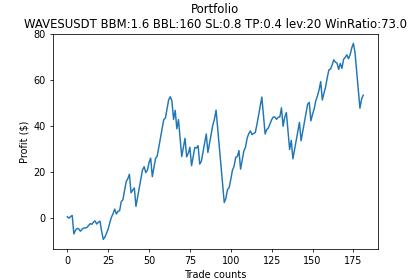 Portfolio
WAVESUSDT BBM:1.6 BBL:160 SL:0.8 TP:0.4 lev:20 WinRatio:73.0
80
60
40
20
0
Profit ($)
0 25 50 75 100 125 150 175
Trade counts